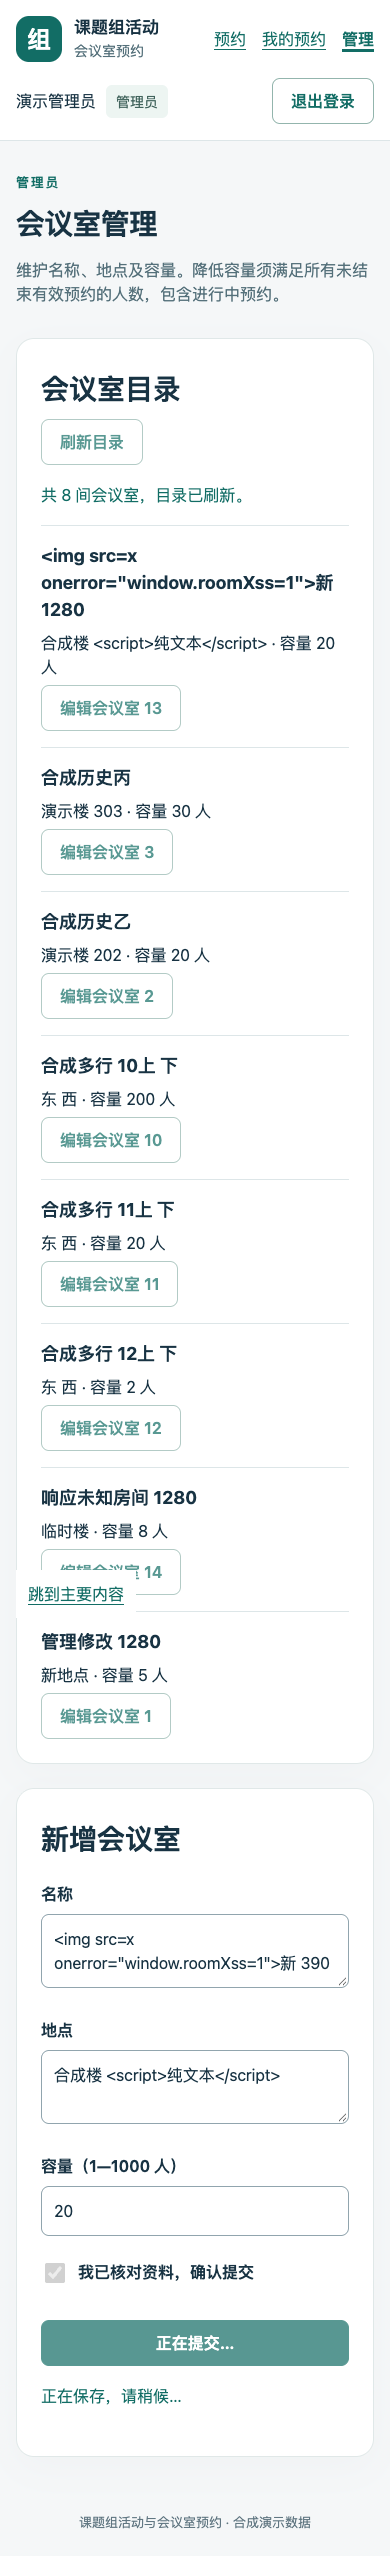 组
课题组活动
会议室预约
预约
我的预约
管理
演示管理员
管理员
退出登录
管理员
会议室管理
维护名称、地点及容量。降低容量须满足所有未结
束有效预约的人数，包含进行中预约。
会议室目录
刷新目录
共 8 间会议室，目录已刷新。
<img src=x
onerror="window.roomXss=1">新
1280
合成楼 <script>纯文本</script> · 容量 20
人
编辑会议室 13
合成历史丙
演示楼 303 · 容量 30 人
编辑会议室 3
合成历史乙
演示楼 202 · 容量 20 人
编辑会议室 2
合成多行 10上 下
东 西 · 容量 200 人
编辑会议室 10
合成多行 11上 下
东 西 · 容量 20 人
编辑会议室 11
合成多行 12上 下
东 西 · 容量 2 人
编辑会议室 12
响应未知房间 1280
临时楼 · 容量 8 人
编辑会议室 14
跳到主要内容
管理修改 1280
新地点 · 容量 5 人
编辑会议室 1
新增会议室
名称
<img src=x
onerror="window.roomXss=1">新 390
地点
合成楼 <script>纯文本</script>
容量（1—1000 人）
20
我已核对资料，确认提交
正在提交...
正在保存，请稍候...
课题组活动与会议室预约 · 合成演示数据